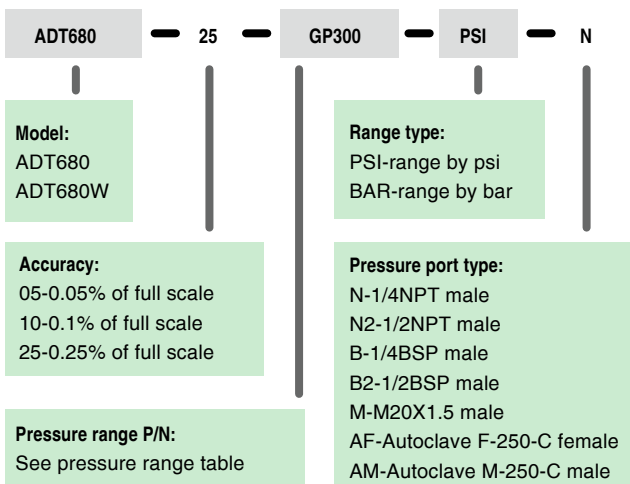 ADT680 — 25 — GP300 — PSI — N
Model:
ADT680
ADT680W
Accuracy:
05-0.05% of full scale
10-0.1% of full scale
25-0.25% of full scale
Pressure range P/N:
See pressure range table
Range type:
PSI-range by psi
BAR-range by bar
Pressure port type:
N-1/4NPT male
N2-1/2NPT male
B-1/4BSP male
B2-1/2BSP male
M-M20X1.5 male
AF-Autoclave F-250-C female
AM-Autoclave M-250-C male